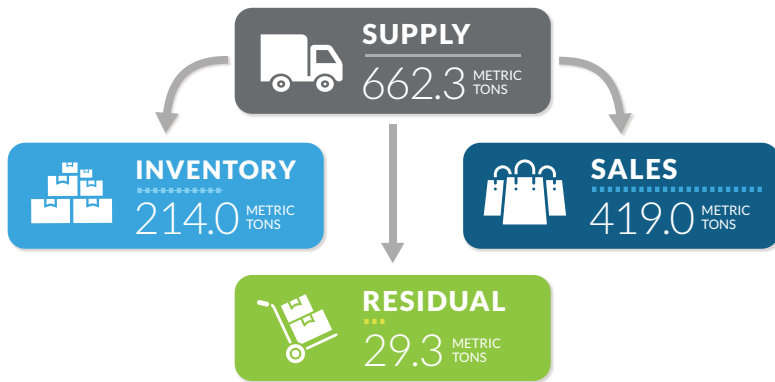 SUPPLY
662.3 METRIC TONS
INVENTORY
214.0 METRIC TONS
SALES
419.0 METRIC TONS
RESIDUAL
29.3 METRIC TONS